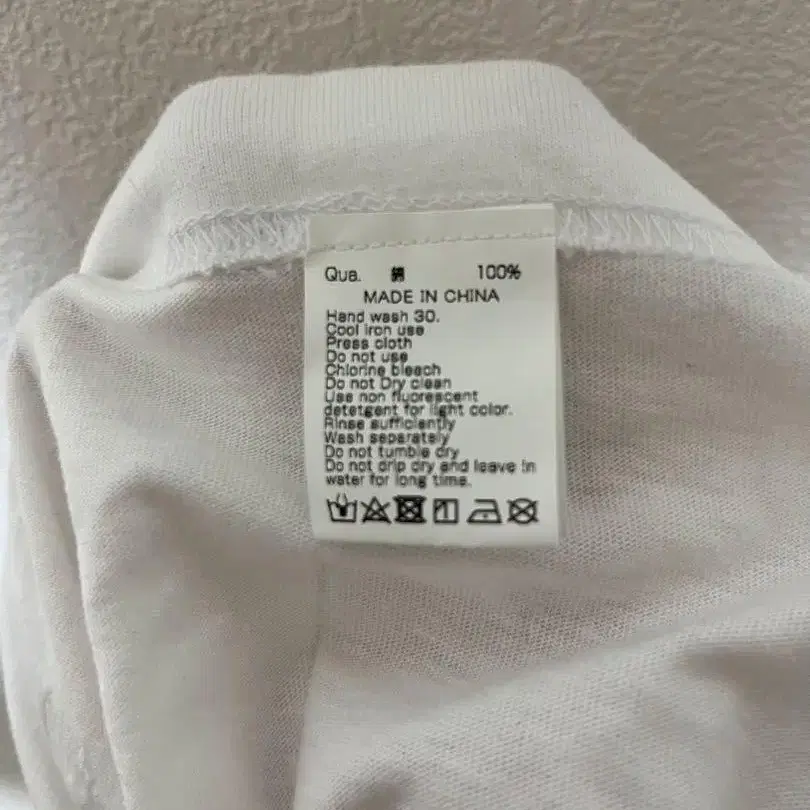 Qua. 綿 100%
MADE IN CHINA
Hand wash 30.
Cool iron use
Press cloth
Do not use
Chlorine bleach
Do not Dry clean
Use non fluorescent
detetgent for light color.
Rinse sufficiently
Wash separately
Do not tumble dry
Do not drip dry and leave in
water for long time.